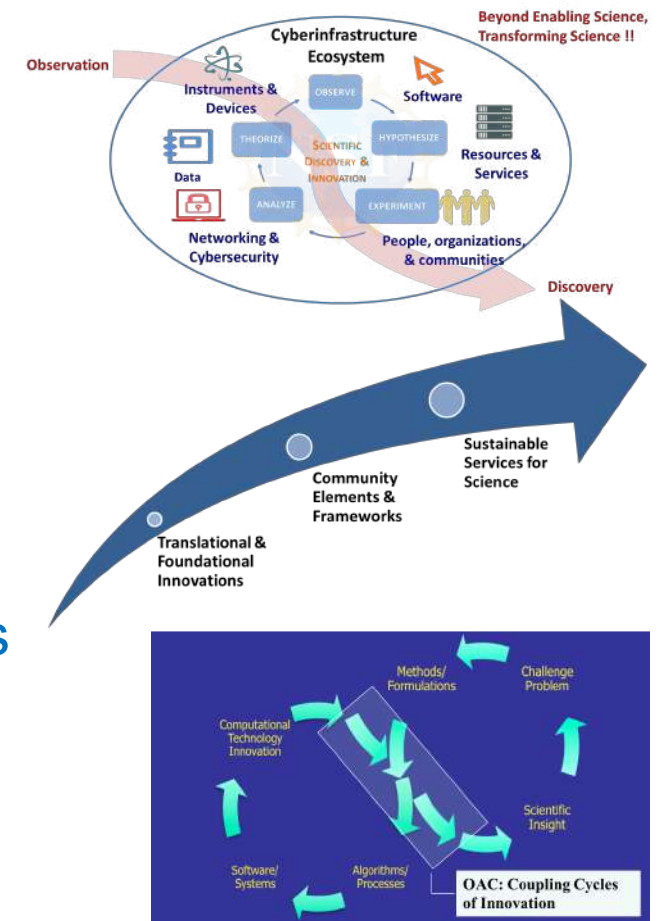 Beyond Enabling Science,
Transforming Science !!
Cyberinfrastructure
Ecosystem
Observation
Instruments &
Devices
OBSERVE
Software
THEORIZE
HYPOTHESIZE
SCIENTIFIC
DISCOVERY &
INNOVATION
Resources &
Services
Data
ANALYZE
EXPERIMENT
Networking &
Cybersecurity
People, organizations,
& communities
Discovery
Sustainable
Services for
Science
Community
Elements &
Frameworks
Translational &
Foundational
Innovations
s
Methods/
Formulations
Challenge
Problem
Computational
Technology
Innovation
Scientific
Insight
Software/
Systems
Algorithms/
Processes
OAC: Coupling Cycles
of Innovation